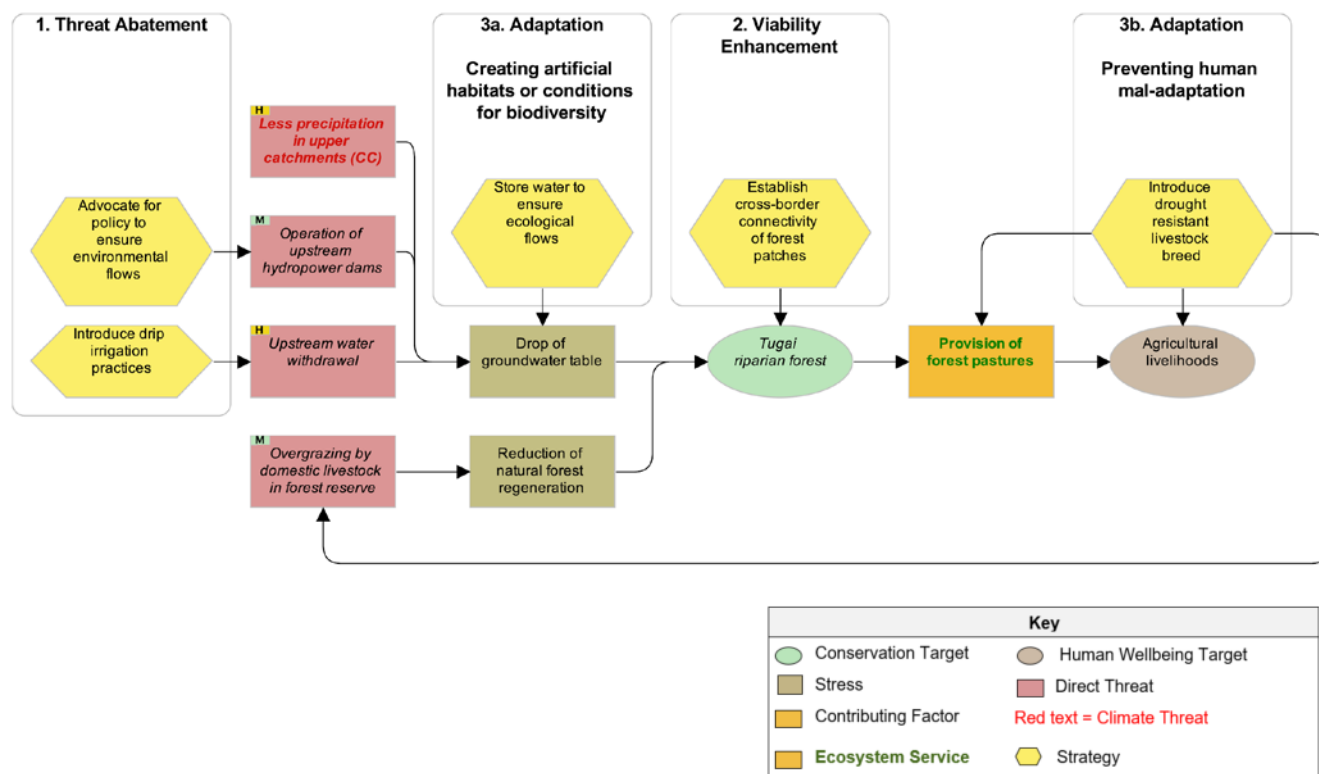 1. Threat Abatement
3a. Adaptation
Creating artificial
habitats or conditions
for biodiversity
2. Viability
Enhancement
3b. Adaptation
Preventing human
mal-adaptation
H
Less precipitation
in upper
catchments (CC)
Advocate for
policy to
ensure
environmental
flows
M
Operation of
upstream
hydropower dams
Store water to
ensure
ecological
flows
Establish
cross-border
connectivity
of forest
patches
Introduce
drought
resistant
livestock
breed
Introduce drip
irrigation
practices
H
Upstream water
withdrawal
Drop of
groundwater table
Tugai
riparian forest
Provision of
forest pastures
Agricultural
livelihoods
M
Overgrazing by
domestic livestock
in forest reserve
Reduction of
natural forest
regeneration
Key
Conservation Target
Human Wellbeing Target
Stress
Direct Threat
Contributing Factor
Red text = Climate Threat
Ecosystem Service
Strategy